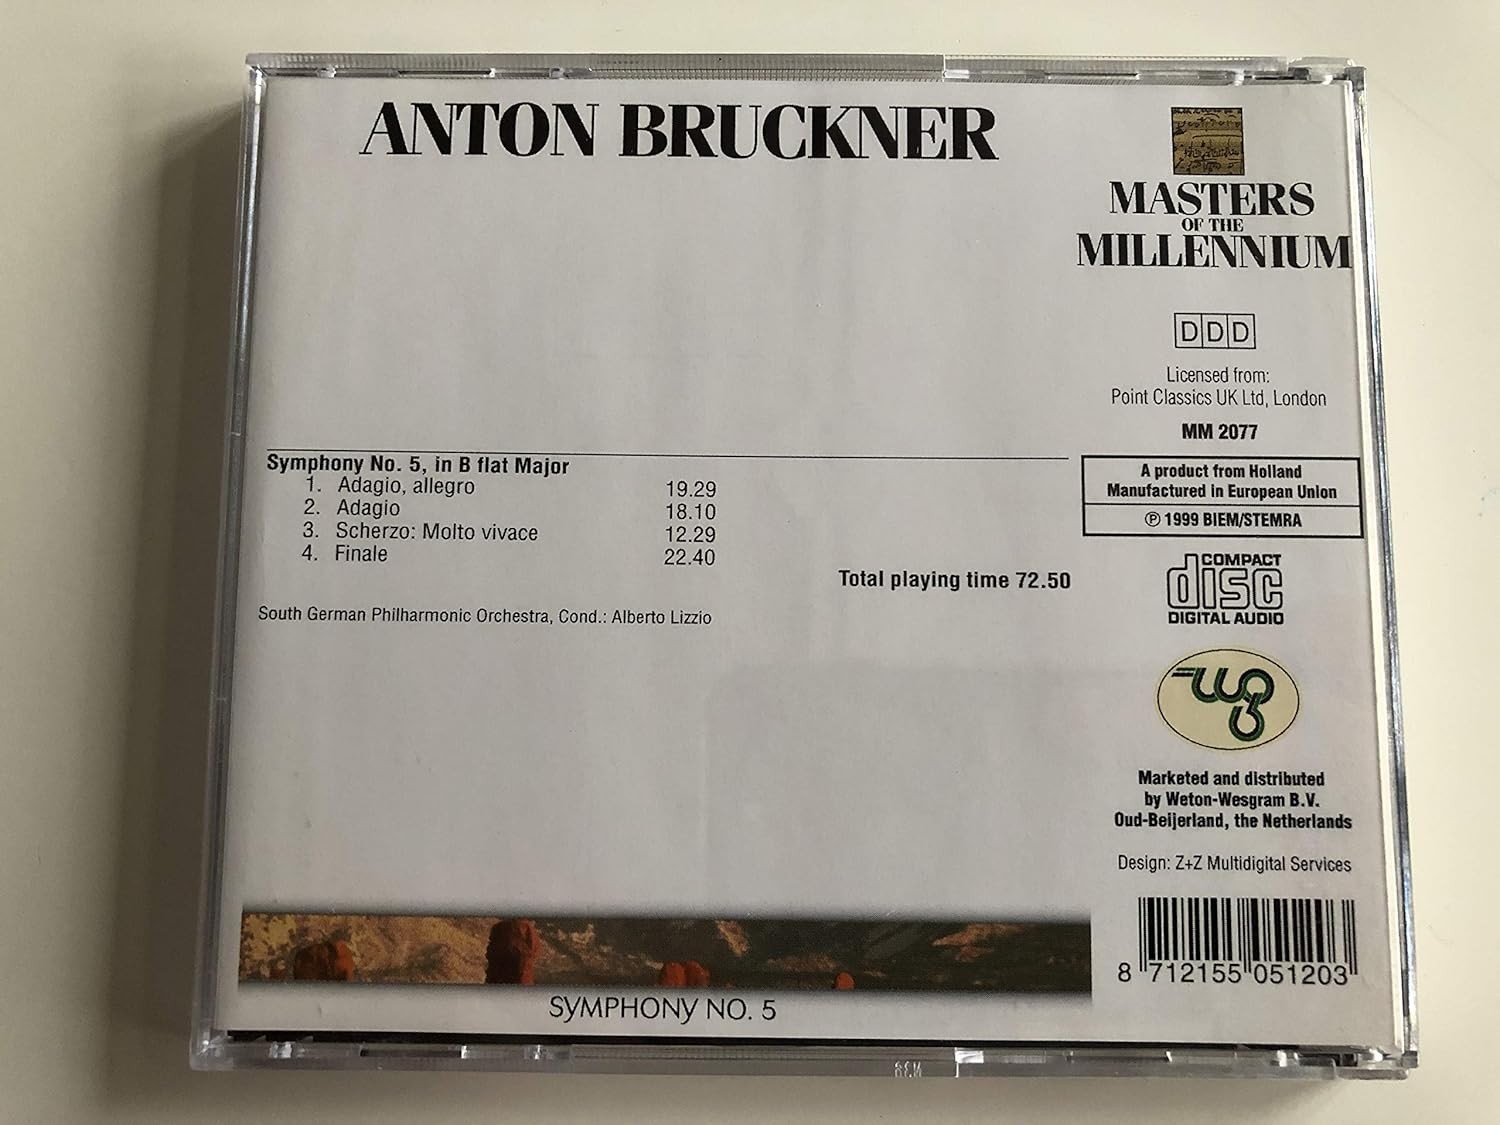 ANTON BRUCKNER
MASTERS
OF THE
MILLENNIUM
DDD
Licensed from:
Point Classics UK Ltd, London
MM 2077
A product from Holland
Manufactured in European Union
℗ 1999 BIEM/STEMRA
COMPACT
disc
DIGITAL AUDIO
Marketed and distributed
by Weton-Wesgram B.V.
Oud-Beijerland, the Netherlands
Design: Z+Z Multidigital Services
8 712155 051203
Symphony No. 5, in B flat Major
1. Adagio, allegro 19.29
2. Adagio 18.10
3. Scherzo: Molto vivace 12.29
4. Finale 22.40
Total playing time 72.50
South German Philharmonic Orchestra, Cond.: Alberto Lizzio
SYMPHONY NO. 5